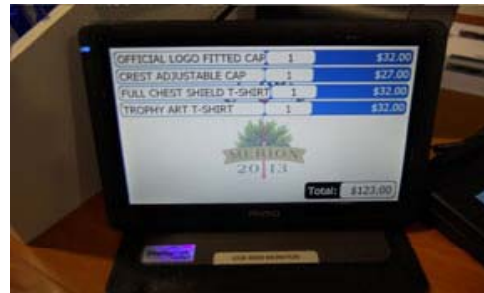 OFFICIAL LOGO FITTED CAP 1 $32.00
CREST ADJUSTABLE CAP 1 $27.00
FULL CHEST SHIELD T-SHIRT 1 $32.00
TROPHY ART T-SHIRT 1 $32.00
MERION
2013
Total: $123.00